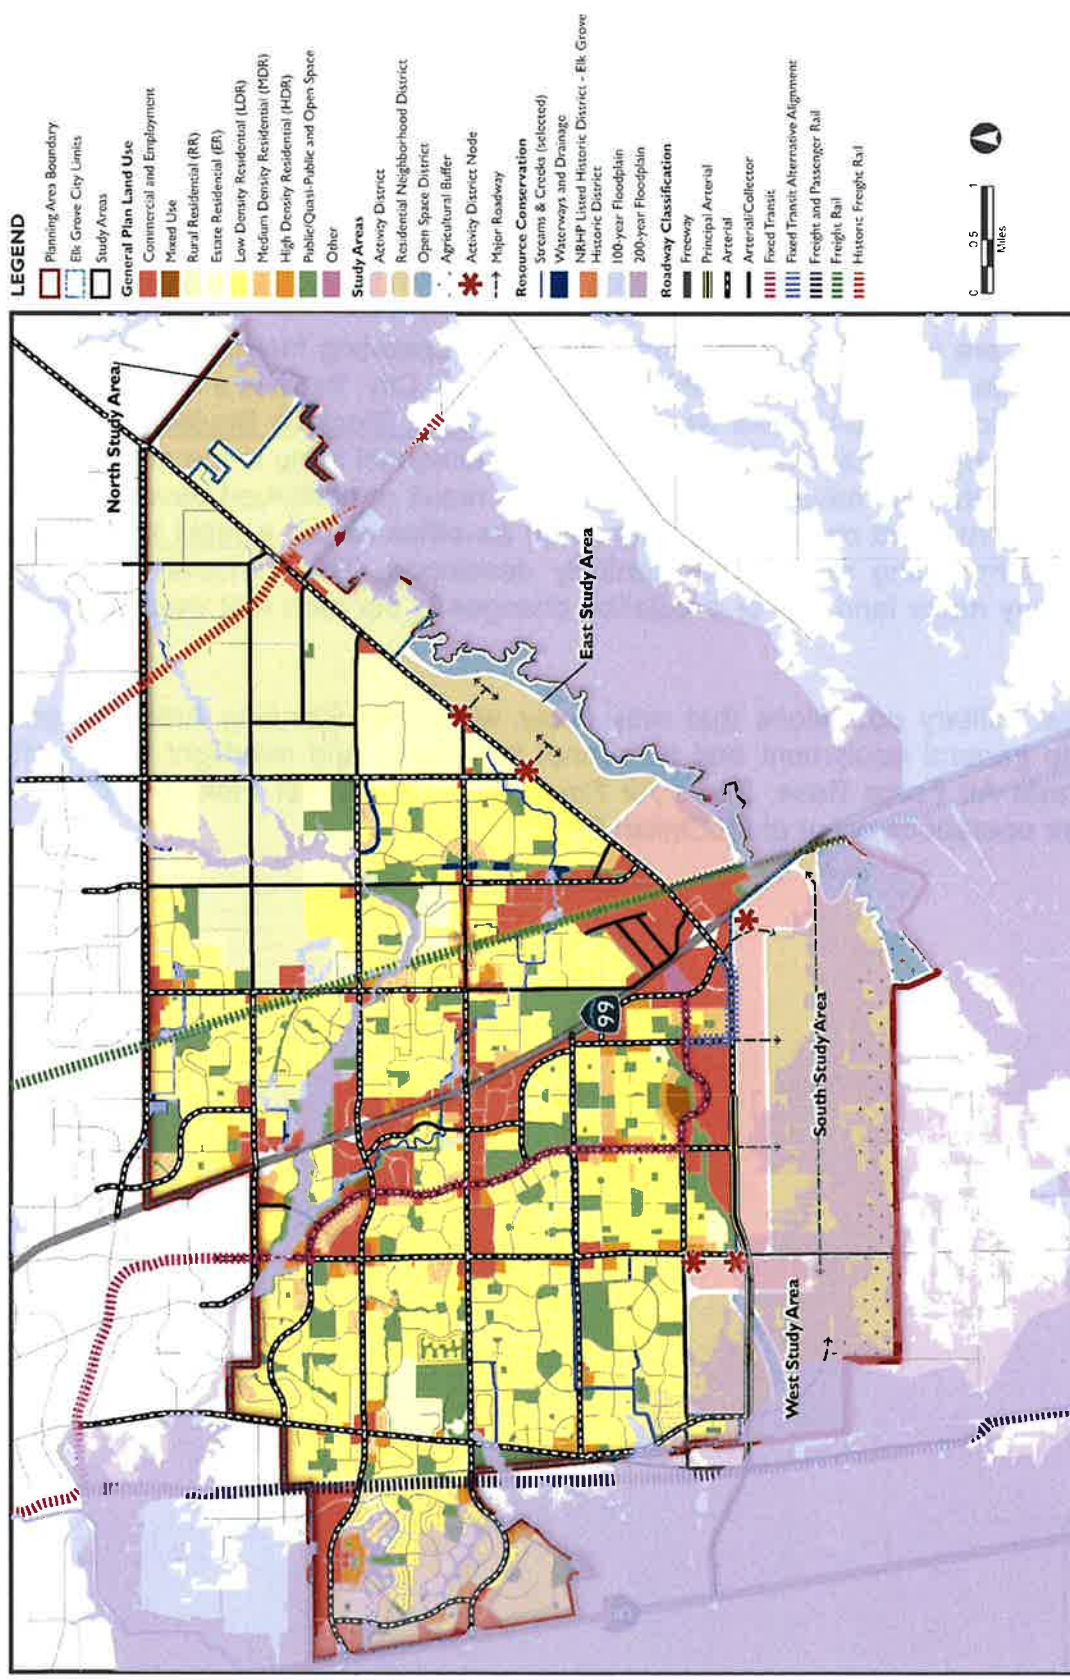 LEGEND
Planning Area Boundary
Elk Grove City Limits
Study Areas
General Plan Land Use
Commercial and Employment
Mixed Use
Rural Residential (RR)
Estate Residential (ER)
Low Density Residential (LDR)
Medium Density Residential (MDR)
High Density Residential (HDR)
Public/Quasi-Public and Open Space
Other
Study Areas
Activity District
Residential Neighborhood District
Open Space District
Agricultural Buffer
Activity District Node
Major Roadway
Resource Conservation
Streams & Creeks (selected)
Waterways and Drainage
NRHP Listed Historic District - Elk Grove
Historic District
100-year Floodplain
200-year Floodplain
Roadway Classification
Freeway
Principal Arterial
Arterial
Arterial/Collector
Fixed Transit
Fixed Transit Alternative Alignment
Freight and Passenger Rail
Freight Rail
Historic Freight Rail
0 0.5 1
Miles
North Study Area
East Study Area
South Study Area
West Study Area
99